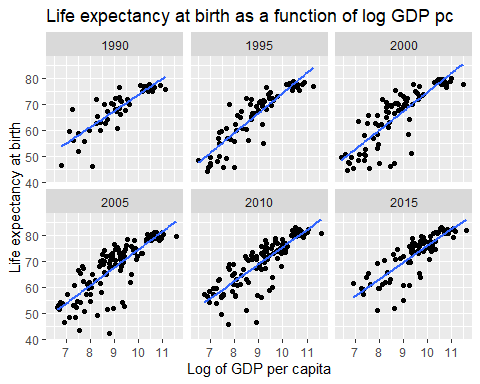 Life expectancy at birth as a function of log GDP pc
1990 1995 2000
80
70
60
50
40
2005 2010 2015
80
70
60
50
40
7 8 9 10 11 7 8 9 10 11 7 8 9 10 11
Log of GDP per capita
Life expectancy at birth